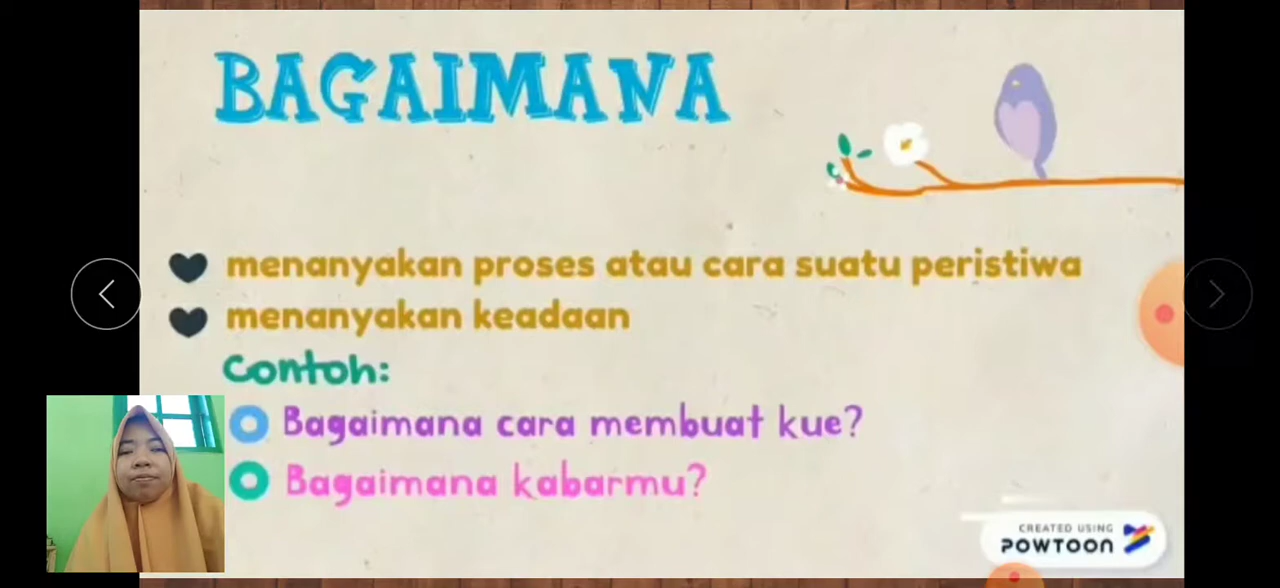 BAGAIMANA
menanyakan proses atau cara suatu peristiwa
menanyakan keadaan
Contoh:
Bagaimana cara membuat kue?
Bagaimana kabarmu?
CREATED USING
POWTOON